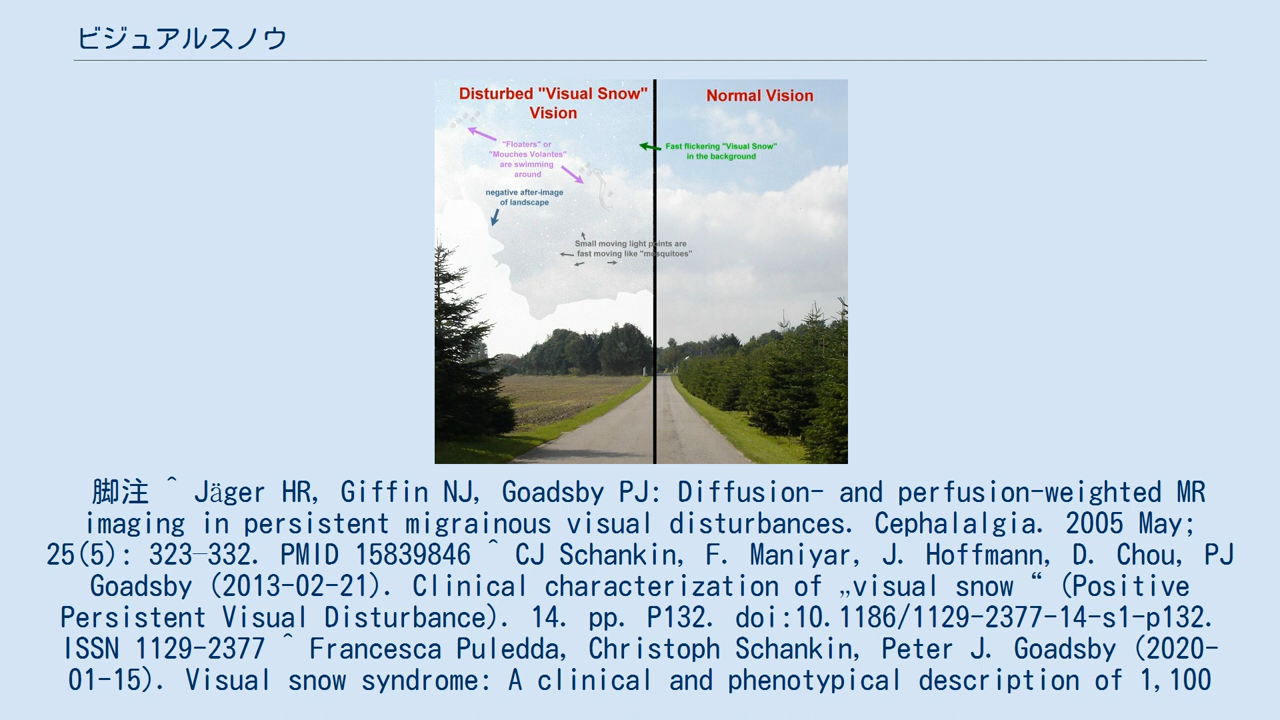 ビジュアルスノウ
Disturbed "Visual Snow"
Vision
Normal Vision
"Floaters" or
"Mouches Volantes"
are swimming
around
Fast flickering "Visual Snow"
in the background
negative after-image
of landscape
Small moving light points are
fast moving like "mesquitoes"
脚注 ^ Jäger HR, Giffin NJ, Goadsby PJ: Diffusion- and perfusion-weighted MR
imaging in persistent migrainous visual disturbances. Cephalalgia. 2005 May;
25(5): 323–332. PMID 15839846 ^ CJ Schankin, F. Maniyar, J. Hoffmann, D. Chou, PJ
Goadsby (2013-02-21). Clinical characterization of „visual snow “ (Positive
Persistent Visual Disturbance). 14. pp. P132. doi:10.1186/1129-2377-14-s1-p132.
ISSN 1129-2377 ^ Francesca Puledda, Christoph Schankin, Peter J. Goadsby (2020-
01-15). Visual snow syndrome: A clinical and phenotypical description of 1,100